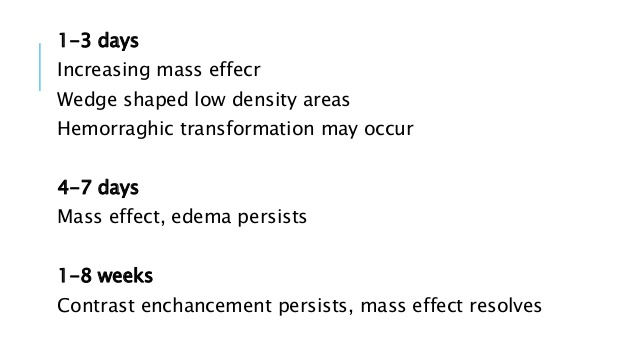 1–3 days
Increasing mass effecr
Wedge shaped low density areas
Hemorraghic transformation may occur
4–7 days
Mass effect, edema persists
1–8 weeks
Contrast enchancement persists, mass effect resolves